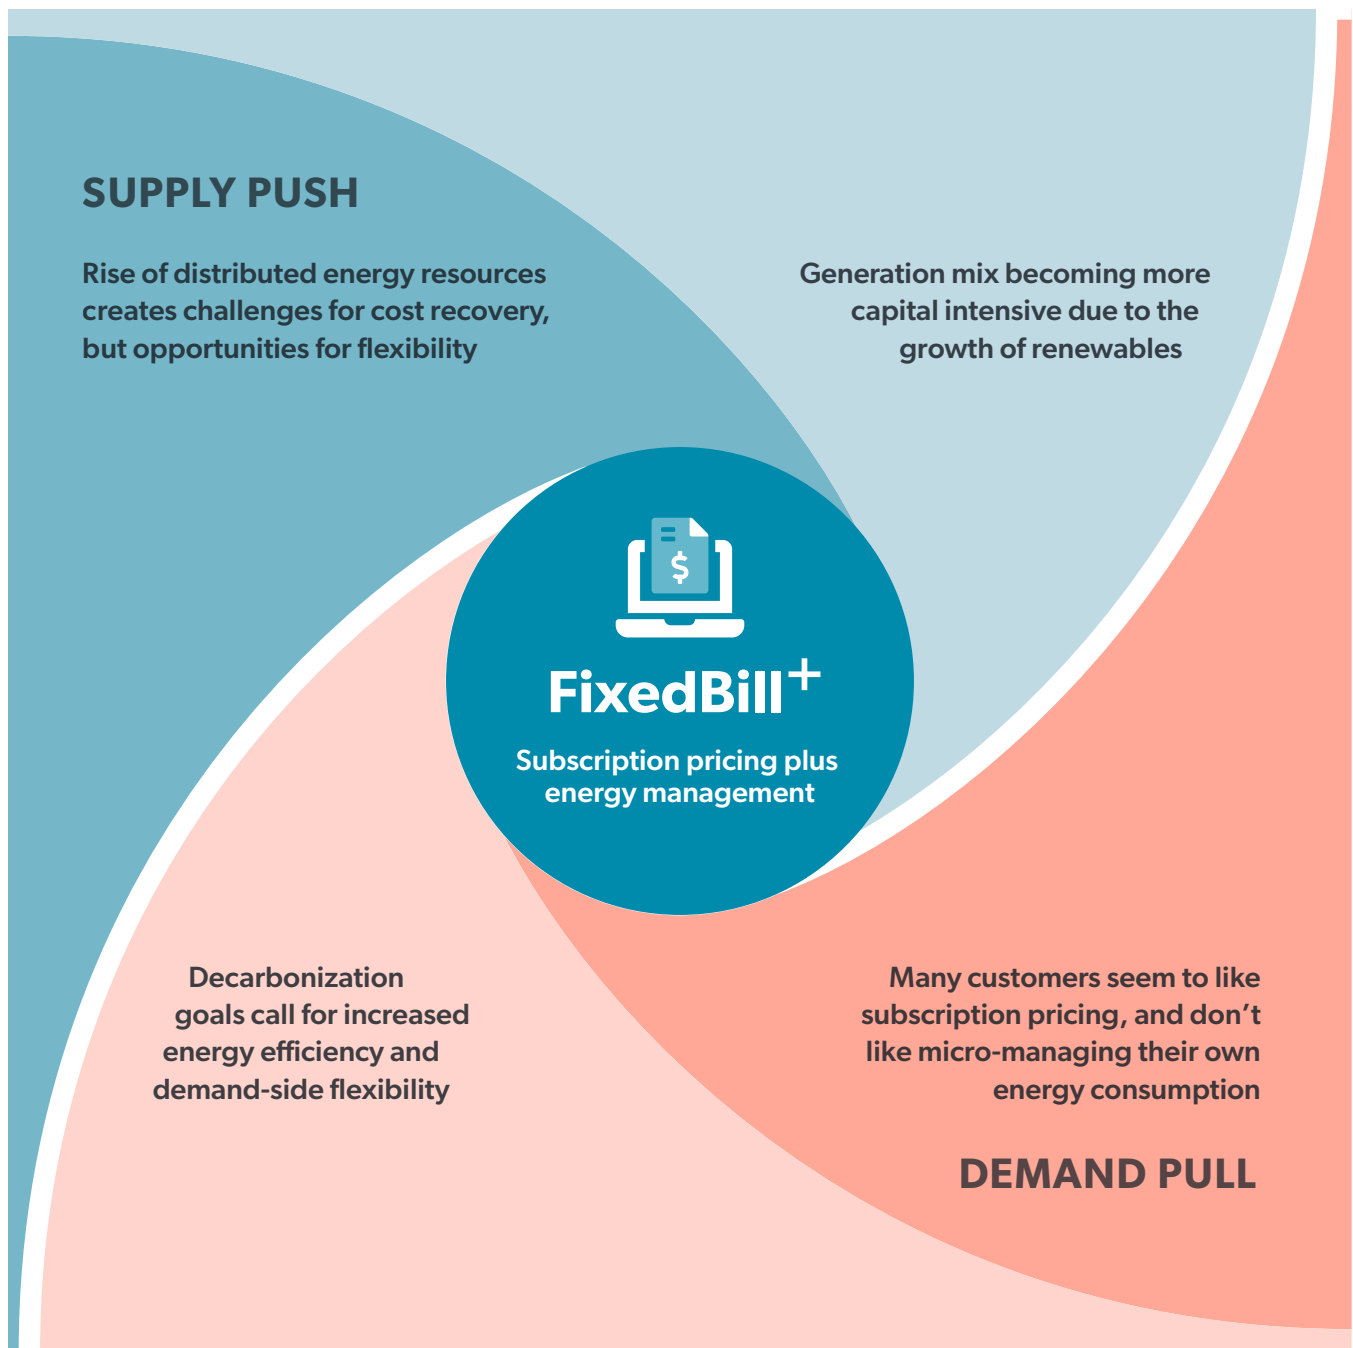 SUPPLY PUSH
Rise of distributed energy resources
creates challenges for cost recovery,
but opportunities for flexibility
Generation mix becoming more
capital intensive due to the
growth of renewables
$
FixedBill+
Subscription pricing plus
energy management
Decarbonization
goals call for increased
energy efficiency and
demand-side flexibility
Many customers seem to like
subscription pricing, and don’t
like micro-managing their own
energy consumption
DEMAND PULL